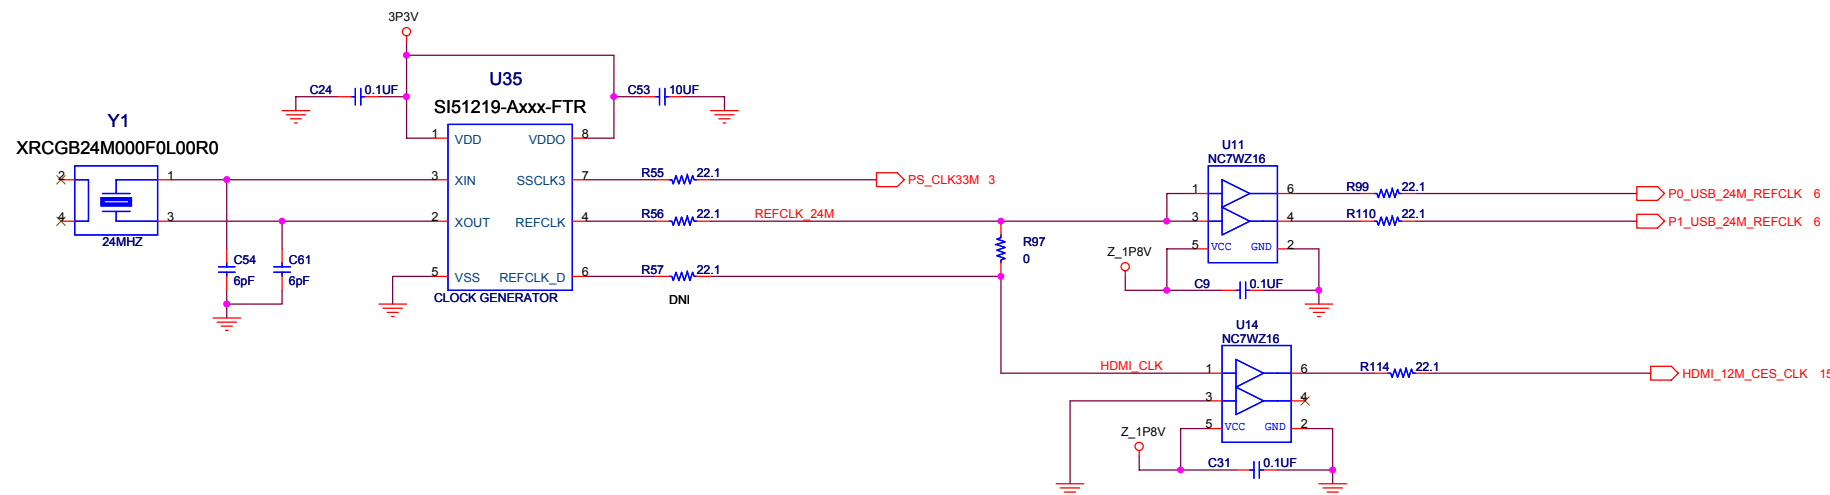 3P3V
C24 0.1UF
U35
SI51219-Axxx-FTR
C53 10UF
Y1
XRCGB24M000F0L00R0
2 1
4 3
24MHZ
1 VDD VDDO 8
3 XIN SSCLK3 7
2 XOUT REFCLK 4
5 VSS REFCLK_D 6
CLOCK GENERATOR
C54
6pF
C61
6pF
R55 22.1
PS_CLK33M 3
R56 22.1
REFCLK_24M
R57 22.1
DNI
R97
0
U11
NC7WZ16
1 6
3 4
5 VCC GND 2
R99 22.1
P0_USB_24M_REFCLK 6
R110 22.1
P1_USB_24M_REFCLK 6
Z_1P8V
C9 0.1UF
U14
NC7WZ16
HDMI_CLK
1 6
3 4
5 VCC GND 2
R114 22.1
HDMI_12M_CES_CLK 15
Z_1P8V
C31 0.1UF